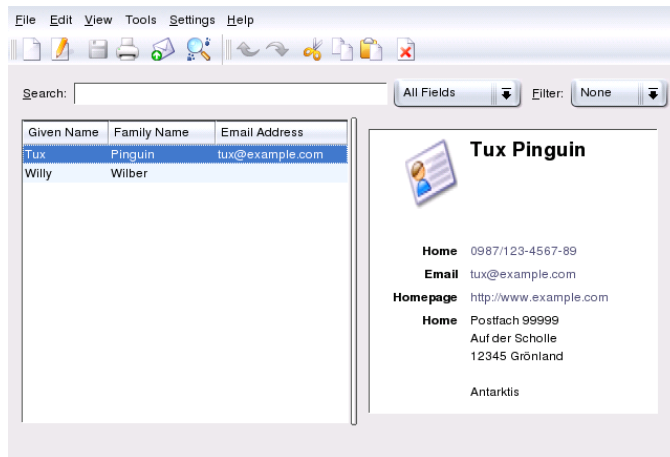 File Edit View Tools Settings Help
Search: All Fields Filter: None
Given Name Family Name Email Address
Tux Pinguin tux@example.com
Willy Wilber
Tux Pinguin
Home 0987/123-4567-89
Email tux@example.com
Homepage http://www.example.com
Home Postfach 99999
Auf der Scholle
12345 Grönland
Antarktis